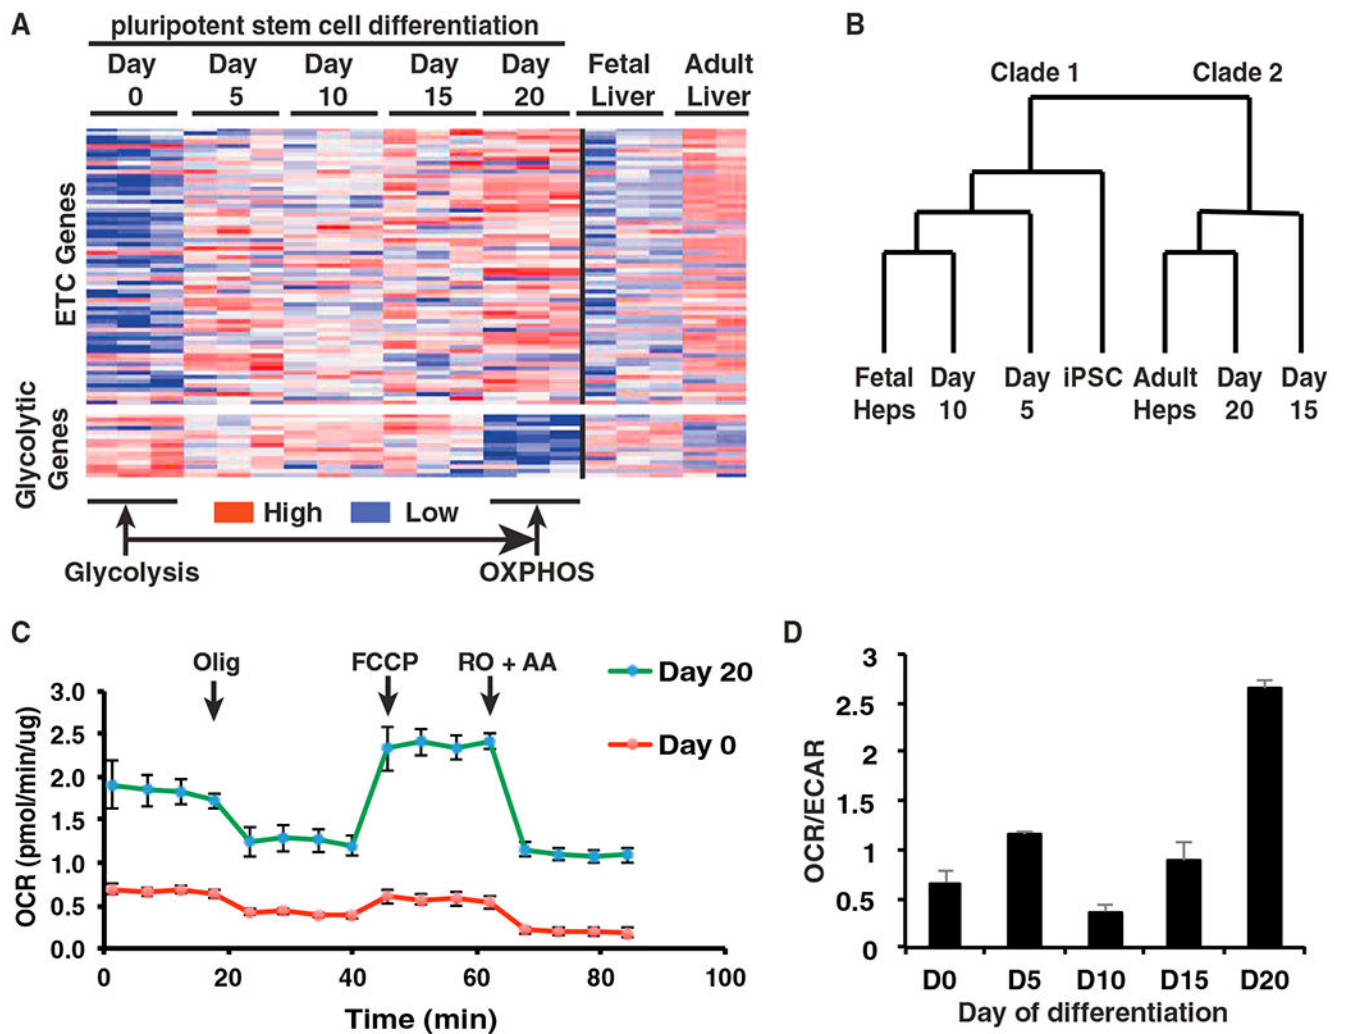 A
pluripotent stem cell differentiation
Day Day Day Day Day Fetal Adult
0 5 10 15 20 Liver Liver
ETC Genes
Glycolytic
Genes
High Low
Glycolysis OXPHOS
B
Clade 1 Clade 2
Fetal Day Day iPSC Adult Day Day
Heps 10 5 Heps 20 15
C
Olig FCCP RO + AA
Day 20
Day 0
OCR (pmol/min/ug)
3.0
2.5
2.0
1.5
1.0
0.5
0.0
0 20 40 60 80 100
Time (min)
D
OCR/ECAR
3
2.5
2
1.5
1
0.5
0
D0 D5 D10 D15 D20
Day of differentiation